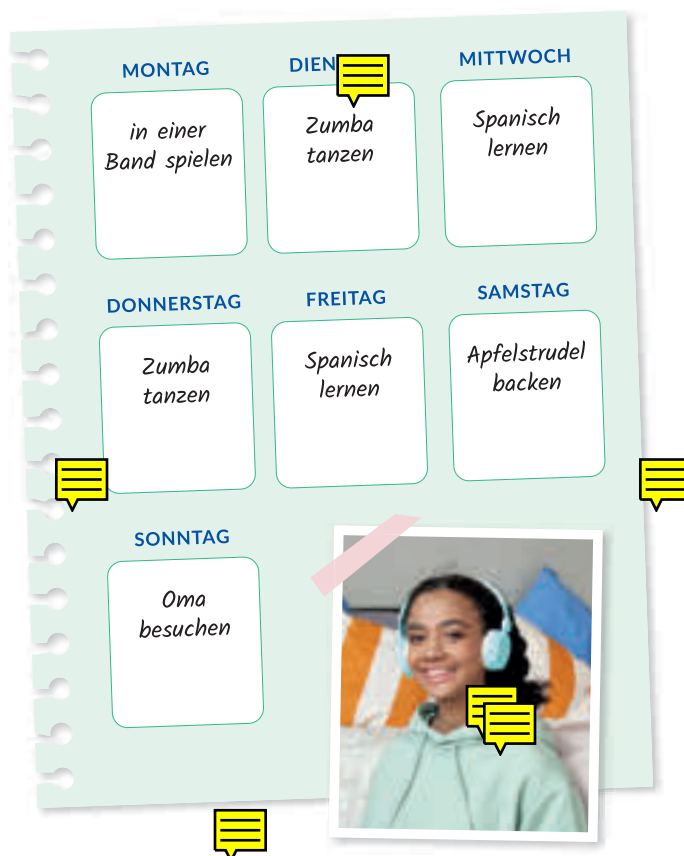 MONTAG
in einer
Band spielen
DIEN
Zumba
tanzen
MITTWOCH
Spanisch
lernen
DONNERSTAG
Zumba
tanzen
FREITAG
Spanisch
lernen
SAMSTAG
Apfelstrudel
backen
SONNTAG
Oma
besuchen